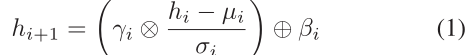 h_{i+1} = \left( \gamma_i \otimes \frac{h_i - \mu_i}{\sigma_i} \right) \oplus \beta_i \quad (1)